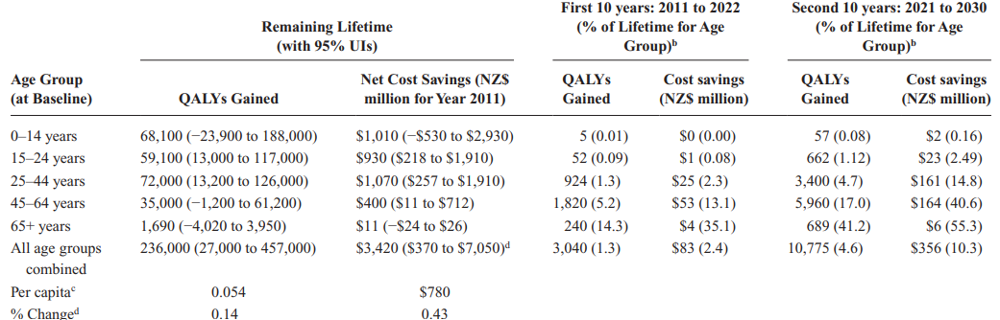 First 10 years: 2011 to 2022 Second 10 years: 2021 to 2030
Remaining Lifetime (% of Lifetime for Age (% of Lifetime for Age
(with 95% UIs) Group)b Group)b
Age Group Net Cost Savings (NZ$ QALYs Cost savings QALYs Cost savings
(at Baseline) QALYs Gained million for Year 2011) Gained (NZ$ million) Gained (NZ$ million)
0–14 years 68,100 (−23,900 to 188,000) $1,010 (−$530 to $2,930) 5 (0.01) $0 (0.00) 57 (0.08) $2 (0.16)
15–24 years 59,100 (13,000 to 117,000) $930 ($218 to $1,910) 52 (0.09) $1 (0.08) 662 (1.12) $23 (2.49)
25–44 years 72,000 (13,200 to 126,000) $1,070 ($257 to $1,910) 924 (1.3) $25 (2.3) 3,400 (4.7) $161 (14.8)
45–64 years 35,000 (−1,200 to 61,200) $400 ($11 to $712) 1,820 (5.2) $53 (13.1) 5,960 (17.0) $164 (40.6)
65+ years 1,690 (−4,020 to 3,950) $11 (−$24 to $26) 240 (14.3) $4 (35.1) 689 (41.2) $6 (55.3)
All age groups 236,000 (27,000 to 457,000) $3,420 ($370 to $7,050)d 3,040 (1.3) $83 (2.4) 10,775 (4.6) $356 (10.3)
combined
Per capitac 0.054 $780
% Changed 0.14 0.43